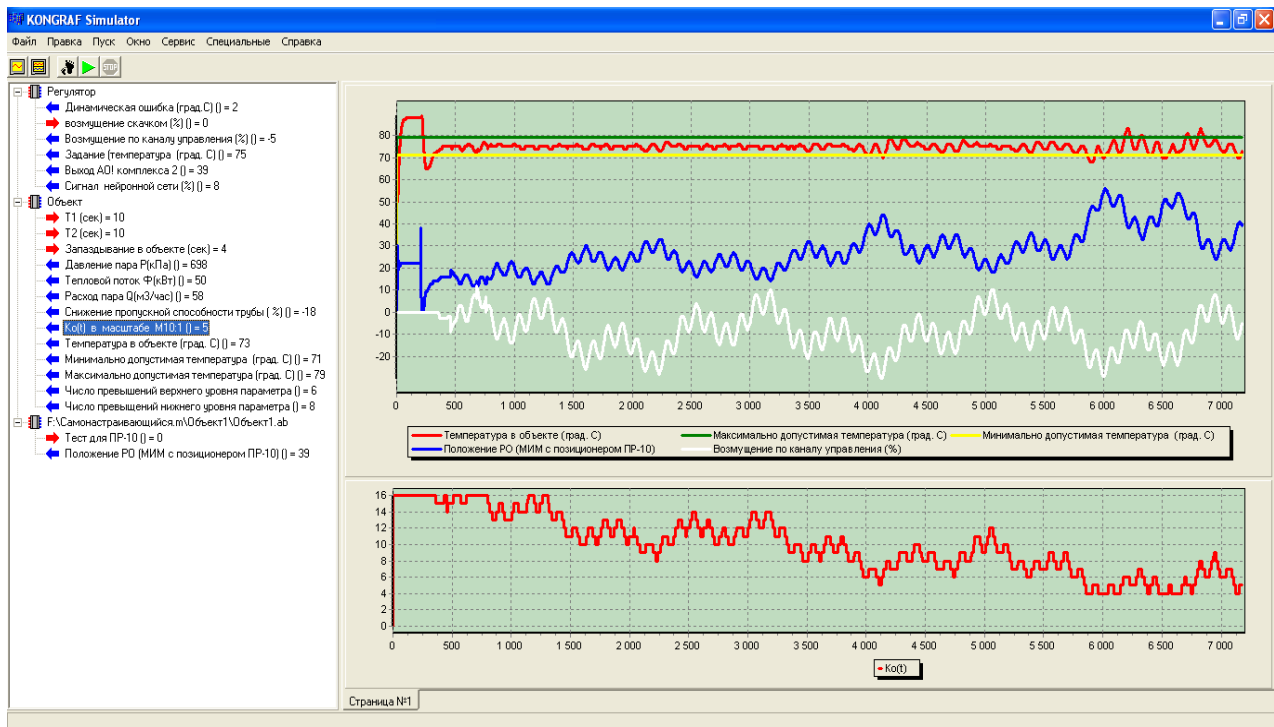 KONGRAF Simulator
Файл Правка Пуск Окно Сервис Специальные Справка
STOP
Регулятор
Динамическая ошибка (град.С) () = 2
возмущение скачком (%) () = 0
Возмущение по каналу управления (%) () = -5
Задание (температура (град. С) () = 75
Выход АО! комплекса 2 () = 39
Сигнал нейронной сети (%) () = 8
Объект
T1 (сек) = 10
T2 (сек) = 10
Запаздывание в объекте (сек) = 4
Давление пара P(кПа) () = 698
Тепловой поток Ф(кВт) () = 50
Расход пара Q(м3/час) () = 58
Снижение пропускной способности трубы ( %) () = -18
Ko(t) в масштабе М10:1 () = 5
Температура в объекте (град. С) () = 73
Минимально допустимая температура (град. С) () = 71
Максимально допустимая температура (град. С) () = 79
Число превышений верхнего уровня параметра () = 6
Число превыщений нижнего уровня параметра () = 8
F:\Самонастраивающийся.m\Объект1\Объект1.ab
Тест для ПР-10 () = 0
Положение РО (МИМ с позиционером ПР-10) () = 39
80
70
60
50
40
30
20
10
0
-10
-20
0 500 1 000 1 500 2 000 2 500 3 000 3 500 4 000 4 500 5 000 5 500 6 000 6 500 7 000
Температура в объекте (град. С) Максимально допустимая температура (град. С) Минимально допустимая температура (град. С)
Положение РО (МИМ с позиционером ПР-10) Возмущение по каналу управления (%)
16
14
12
10
8
6
4
2
0
0 500 1 000 1 500 2 000 2 500 3 000 3 500 4 000 4 500 5 000 5 500 6 000 6 500 7 000
Ko(t)
Страница №1